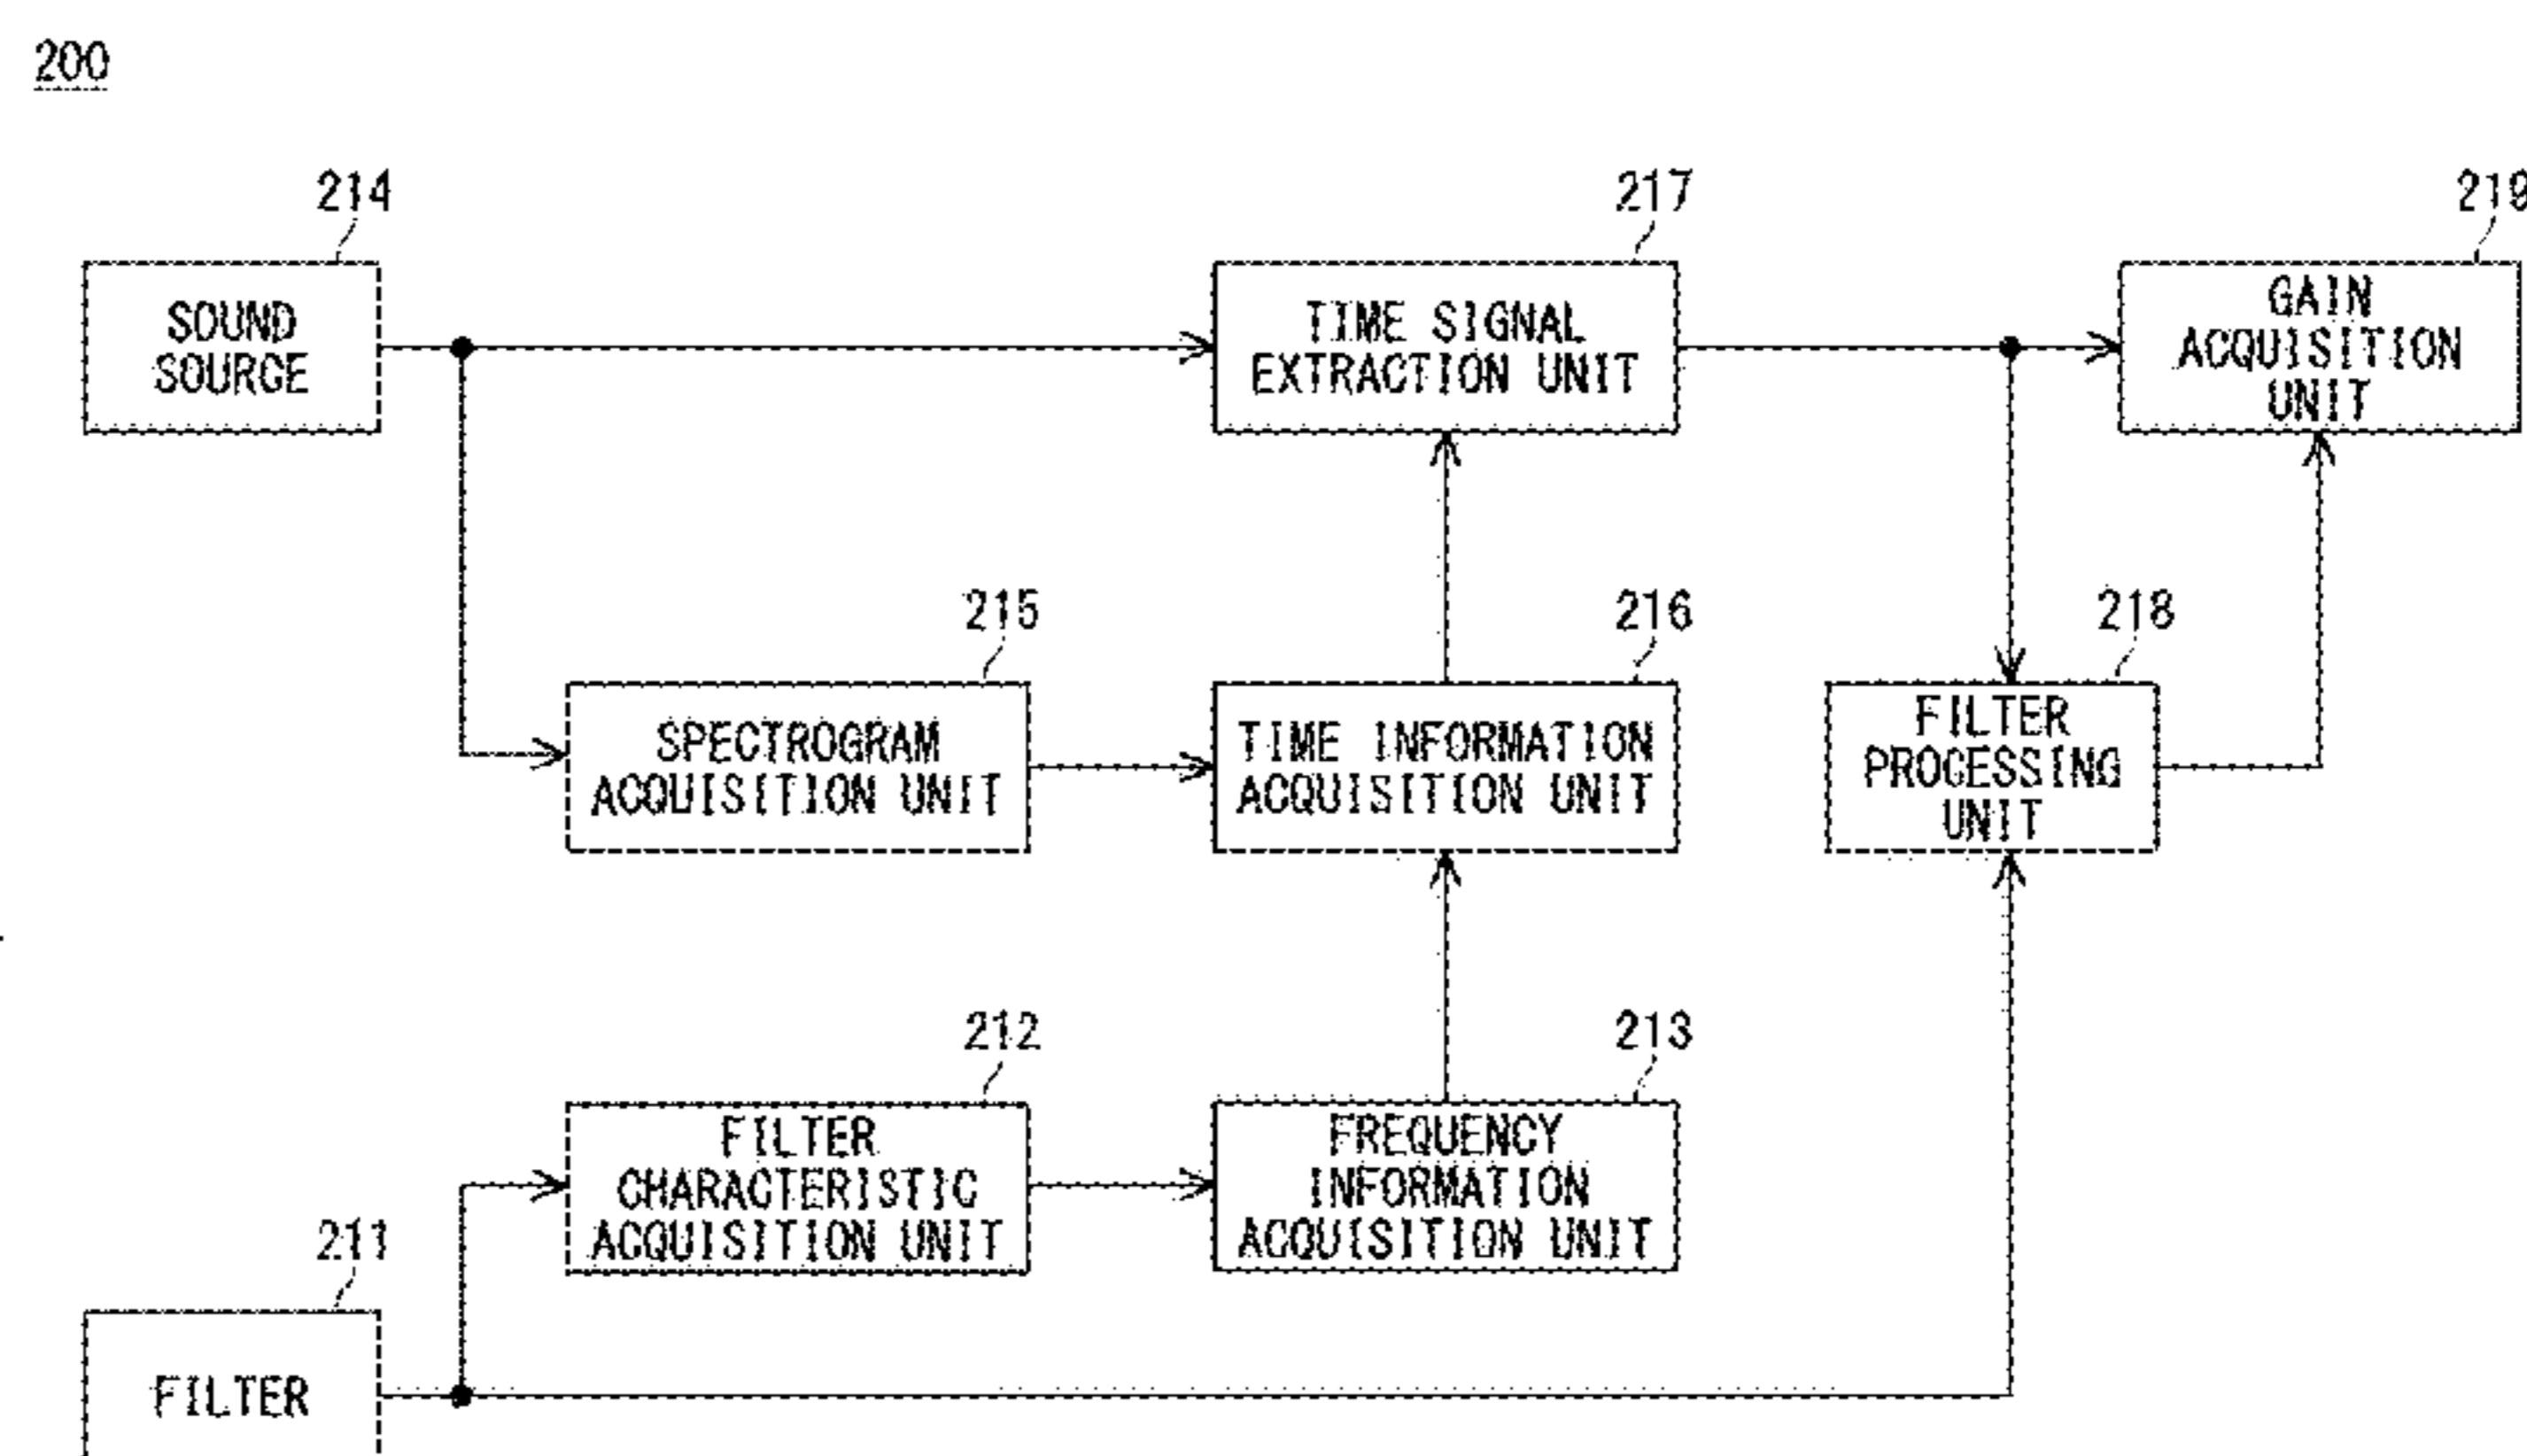 200
214
SOUND
SOURCE
217
TIME SIGNAL
EXTRACTION UNIT
219
GAIN
ACQUISITION
UNIT
215
SPECTROGRAM
ACQUISITION UNIT
216
TIME INFORMATION
ACQUISITION UNIT
218
FILTER
PROCESSING
UNIT
212
FILTER
CHARACTERISTIC
ACQUISITION UNIT
213
FREQUENCY
INFORMATION
ACQUISITION UNIT
211
FILTER